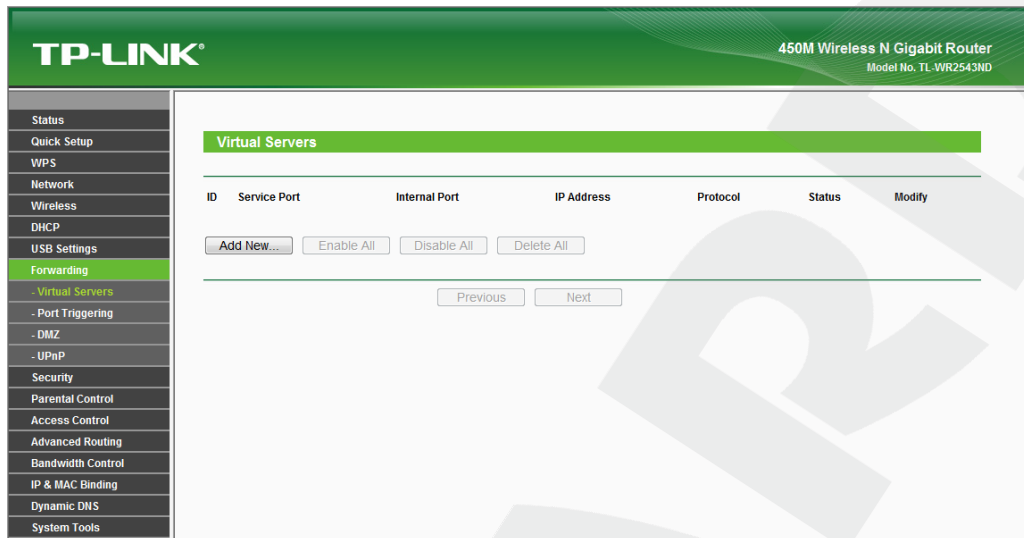 TP-LINK®
450M Wireless N Gigabit Router
Model No. TL-WR2543ND
Status
Quick Setup
WPS
Network
Wireless
DHCP
USB Settings
Forwarding
- Virtual Servers
- Port Triggering
- DMZ
- UPnP
Security
Parental Control
Access Control
Advanced Routing
Bandwidth Control
IP & MAC Binding
Dynamic DNS
System Tools
Virtual Servers
ID Service Port Internal Port IP Address Protocol Status Modify
Add New... Enable All Disable All Delete All
Previous Next